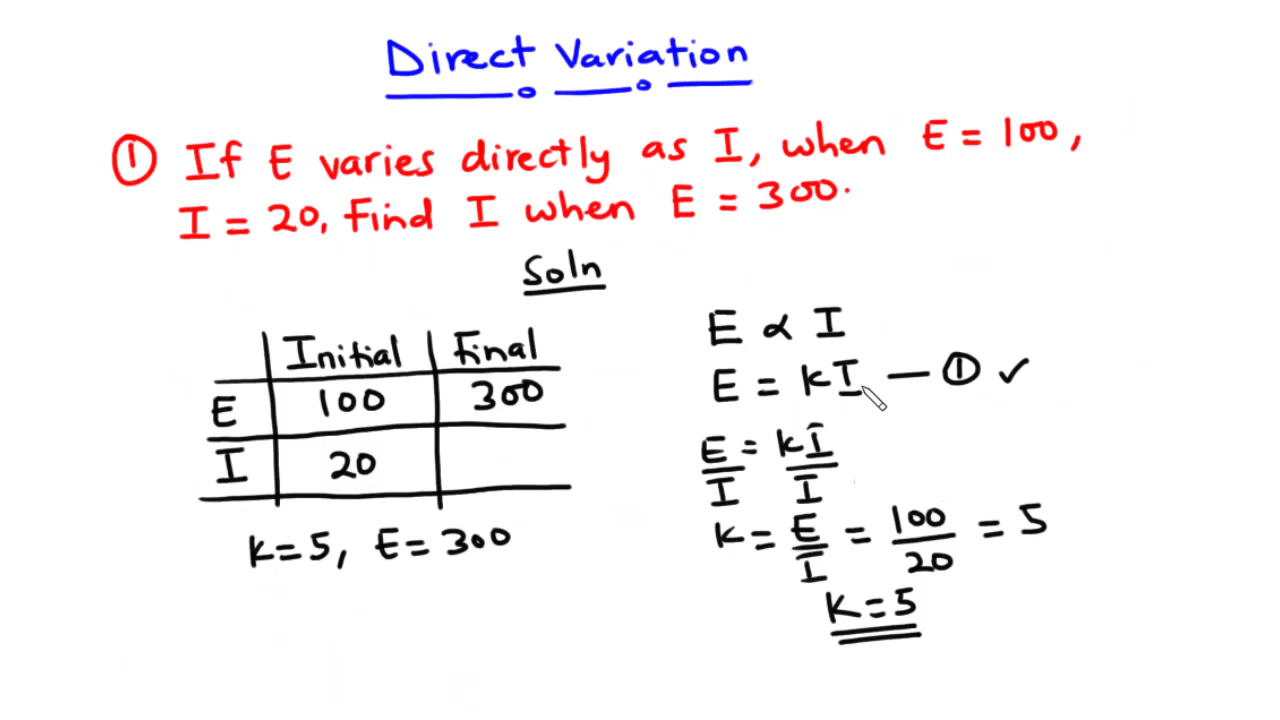 Direct Variation
① If E varies directly as I, when E = 100,
I = 20, Find I when E = 300.
Soln
Initial Final
E 100 300
I 20
k=5, E=300
E ∝ I
E = kI — ① ✓
E/I = kI/I
k = E/I = 100/20 = 5
k=5